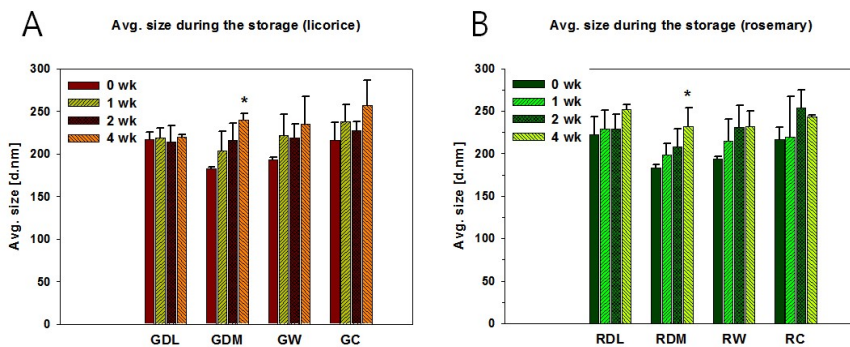 A
Avg. size during the storage (licorice)
Avg. size [d.nm]
300
250
200
150
100
50
0
0 wk
1 wk
2 wk
4 wk
*
GDL GDM GW GC
B
Avg. size during the storage (rosemary)
Avg. size [d.nm]
300
250
200
150
100
50
0
0 wk
1 wk
2 wk
4 wk
*
RDL RDM RW RC